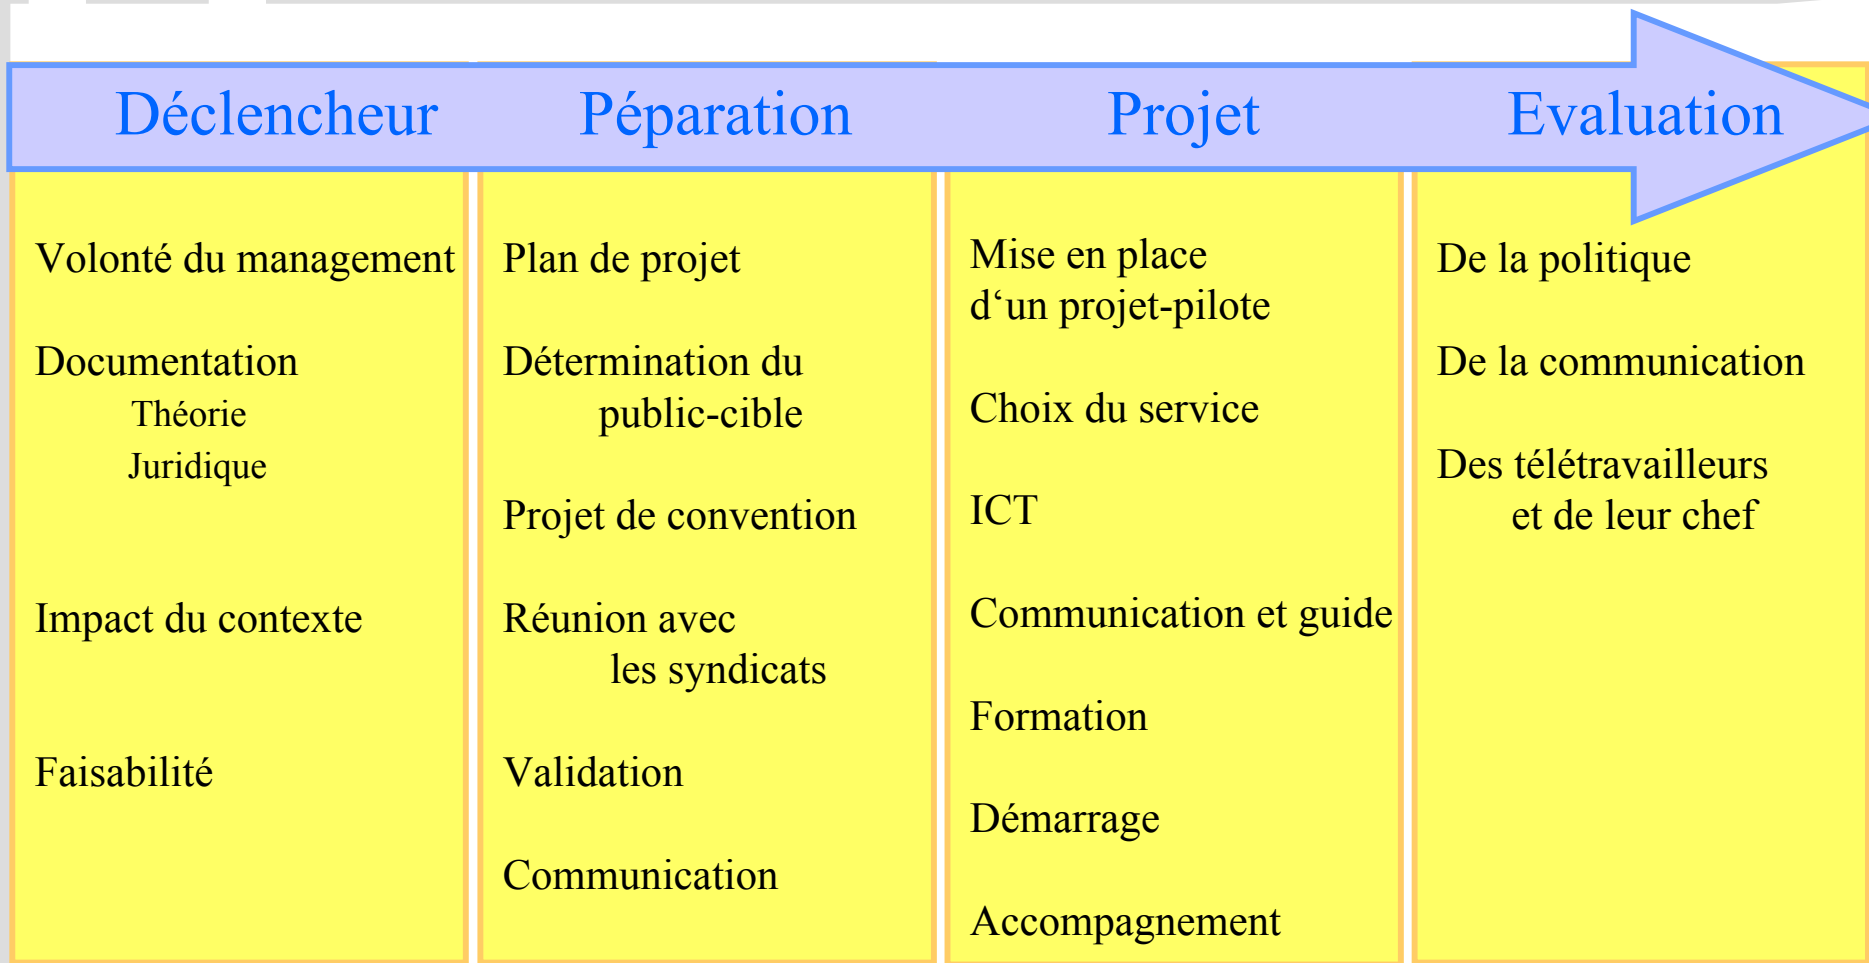 Déclencheur
Péparation
Projet
Evaluation
Volonté du management
Documentation
Théorie
Juridique
Impact du contexte
Faisabilité
Plan de projet
Détermination du
public-cible
Projet de convention
Réunion avec
les syndicats
Validation
Communication
Mise en place
d‘un projet-pilote
Choix du service
ICT
Communication et guide
Formation
Démarrage
Accompagnement
De la politique
De la communication
Des télétravailleurs
et de leur chef